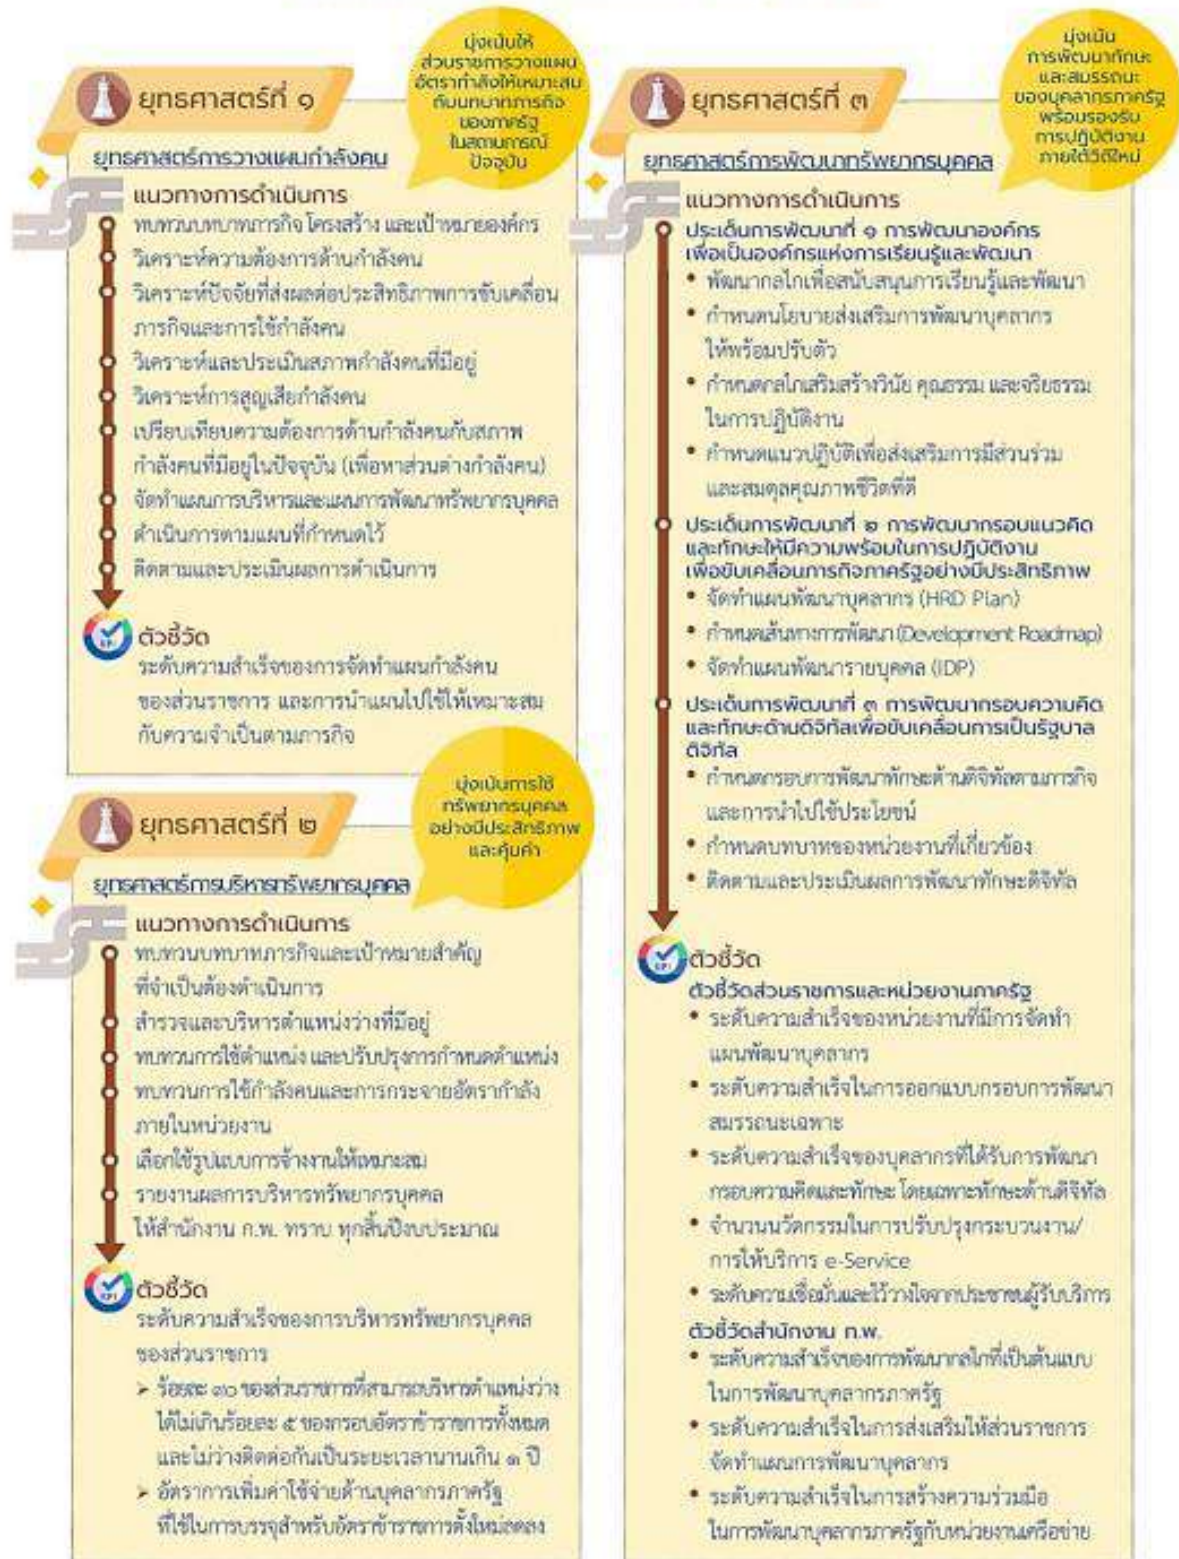 ยุทธศาสตร์ที่ ๑
มุ่งเน้นให้
ส่วนราชการวางแผน
อัตรากำลังให้เหมาะสม
กับบทบาทภารกิจ
ของภาครัฐ
ในสถานการณ์
ปัจจุบัน
ยุทธศาสตร์การวางแผนกำลังคน
แนวทางการดำเนินการ
ทบทวนบทบาทภารกิจ โครงสร้าง และเป้าหมายองค์กร
วิเคราะห์ความต้องการด้านกำลังคน
วิเคราะห์ปัจจัยที่ส่งผลต่อประสิทธิภาพการขับเคลื่อน
ภารกิจและการใช้กำลังคน
วิเคราะห์และประเมินสภาพกำลังคนที่มีอยู่
วิเคราะห์การสูญเสียกำลังคน
เปรียบเทียบความต้องการด้านกำลังคนกับสภาพ
กำลังคนที่มีอยู่ในปัจจุบัน (เพื่อหาส่วนต่างกำลังคน)
จัดทำแผนการบริหารและแผนการพัฒนาทรัพยากรบุคคล
ดำเนินการตามแผนที่กำหนดไว้
ติดตามและประเมินผลการดำเนินการ
KPI
ตัวชี้วัด
ระดับความสำเร็จของการจัดทำแผนกำลังคน
ของส่วนราชการ และการนำแผนไปใช้ให้เหมาะสม
กับความจำเป็นตามภารกิจ
ยุทธศาสตร์ที่ ๒
มุ่งเน้นการใช้
ทรัพยากรบุคคล
อย่างมีประสิทธิภาพ
และคุ้มค่า
ยุทธศาสตร์การบริหารทรัพยากรบุคคล
แนวทางการดำเนินการ
ทบทวนบทบาทภารกิจและเป้าหมายสำคัญ
ที่จำเป็นต้องดำเนินการ
สำรวจและบริหารตำแหน่งว่างที่มีอยู่
ทบทวนการใช้ตำแหน่ง และปรับปรุงการกำหนดตำแหน่ง
ทบทวนการใช้กำลังคนและการกระจายอัตรากำลัง
ภายในหน่วยงาน
เลือกใช้รูปแบบการจ้างงานให้เหมาะสม
รายงานผลการบริหารทรัพยากรบุคคล
ให้สำนักงาน ก.พ. ทราบ ทุกสิ้นปีงบประมาณ
KPI
ตัวชี้วัด
ระดับความสำเร็จของการบริหารทรัพยากรบุคคล
ของส่วนราชการ
➢ ร้อยละ ๓๐ ของส่วนราชการที่สามารถบริหารตำแหน่งว่าง
ได้ไม่เกินร้อยละ ๕ ของกรอบอัตราข้าราชการทั้งหมด
และไม่ว่างติดต่อกันเป็นระยะเวลานานเกิน ๑ ปี
➢ อัตราการเพิ่มค่าใช้จ่ายด้านบุคลากรภาครัฐ
ที่ใช้ในการบรรจุสำหรับอัตราข้าราชการตั้งใหม่ลดลง
ยุทธศาสตร์ที่ ๓
มุ่งเน้น
การพัฒนาทักษะ
และสมรรถนะ
ของบุคลากรภาครัฐ
พร้อมรองรับ
การปฏิบัติงาน
ภายใต้วิถีใหม่
ยุทธศาสตร์การพัฒนาทรัพยากรบุคคล
แนวทางการดำเนินการ
ประเด็นการพัฒนาที่ ๑ การพัฒนาองค์กร
เพื่อเป็นองค์กรแห่งการเรียนรู้และพัฒนา
• พัฒนากลไกเพื่อสนับสนุนการเรียนรู้และพัฒนา
• กำหนดนโยบายส่งเสริมการพัฒนาบุคลากร
ให้พร้อมปรับตัว
• กำหนดกลไกเสริมสร้างวินัย คุณธรรม และจริยธรรม
ในการปฏิบัติงาน
• กำหนดแนวปฏิบัติเพื่อส่งเสริมการมีส่วนร่วม
และสมดุลคุณภาพชีวิตที่ดี
ประเด็นการพัฒนาที่ ๒ การพัฒนากรอบแนวคิด
และทักษะให้มีความพร้อมในการปฏิบัติงาน
เพื่อขับเคลื่อนภารกิจภาครัฐอย่างมีประสิทธิภาพ
• จัดทำแผนพัฒนาบุคลากร (HRD Plan)
• กำหนดเส้นทางการพัฒนา (Development Roadmap)
• จัดทำแผนพัฒนารายบุคคล (IDP)
ประเด็นการพัฒนาที่ ๓ การพัฒนากรอบความคิด
และทักษะด้านดิจิทัลเพื่อขับเคลื่อนการเป็นรัฐบาล
ดิจิทัล
• กำหนดกรอบการพัฒนาทักษะด้านดิจิทัลตามภารกิจ
และการนำไปใช้ประโยชน์
• กำหนดบทบาทของหน่วยงานที่เกี่ยวข้อง
• ติดตามและประเมินผลการพัฒนาทักษะดิจิทัล
KPI
ตัวชี้วัด
ตัวชี้วัดส่วนราชการและหน่วยงานภาครัฐ
• ระดับความสำเร็จของหน่วยงานที่มีการจัดทำ
แผนพัฒนาบุคลากร
• ระดับความสำเร็จในการออกแบบกรอบการพัฒนา
สมรรถนะเฉพาะ
• ระดับความสำเร็จของบุคลากรที่ได้รับการพัฒนา
กรอบความคิดและทักษะ โดยเฉพาะทักษะด้านดิจิทัล
• จำนวนนวัตกรรมในการปรับปรุงกระบวนงาน/
การให้บริการ e-Service
• ระดับความเชื่อมั่นและไว้วางใจจากประชาชนผู้รับบริการ
ตัวชี้วัดสำนักงาน ก.พ.
• ระดับความสำเร็จของการพัฒนากลไกที่เป็นต้นแบบ
ในการพัฒนาบุคลากรภาครัฐ
• ระดับความสำเร็จในการส่งเสริมให้ส่วนราชการ
จัดทำแผนการพัฒนาบุคลากร
• ระดับความสำเร็จในการสร้างความร่วมมือ
ในการพัฒนาบุคลากรภาครัฐกับหน่วยงานเครือข่าย